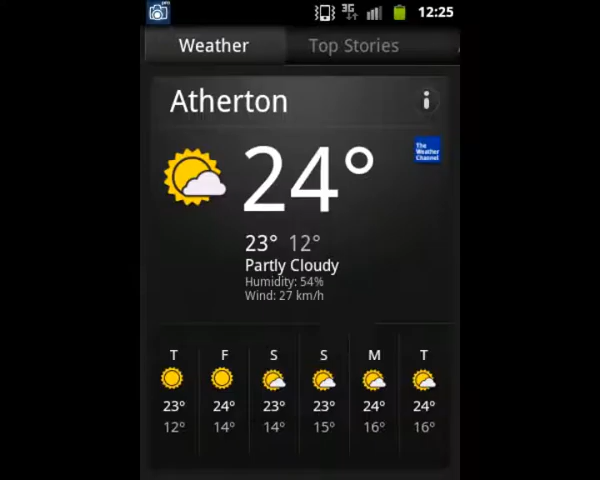 3G 12:25
Weather Top Stories
Atherton
The Weather Channel
24°
23° 12°
Partly Cloudy
Humidity: 54%
Wind: 27 km/h
T F S S M T
23° 24° 23° 23° 24° 24°
12° 14° 14° 15° 16° 16°